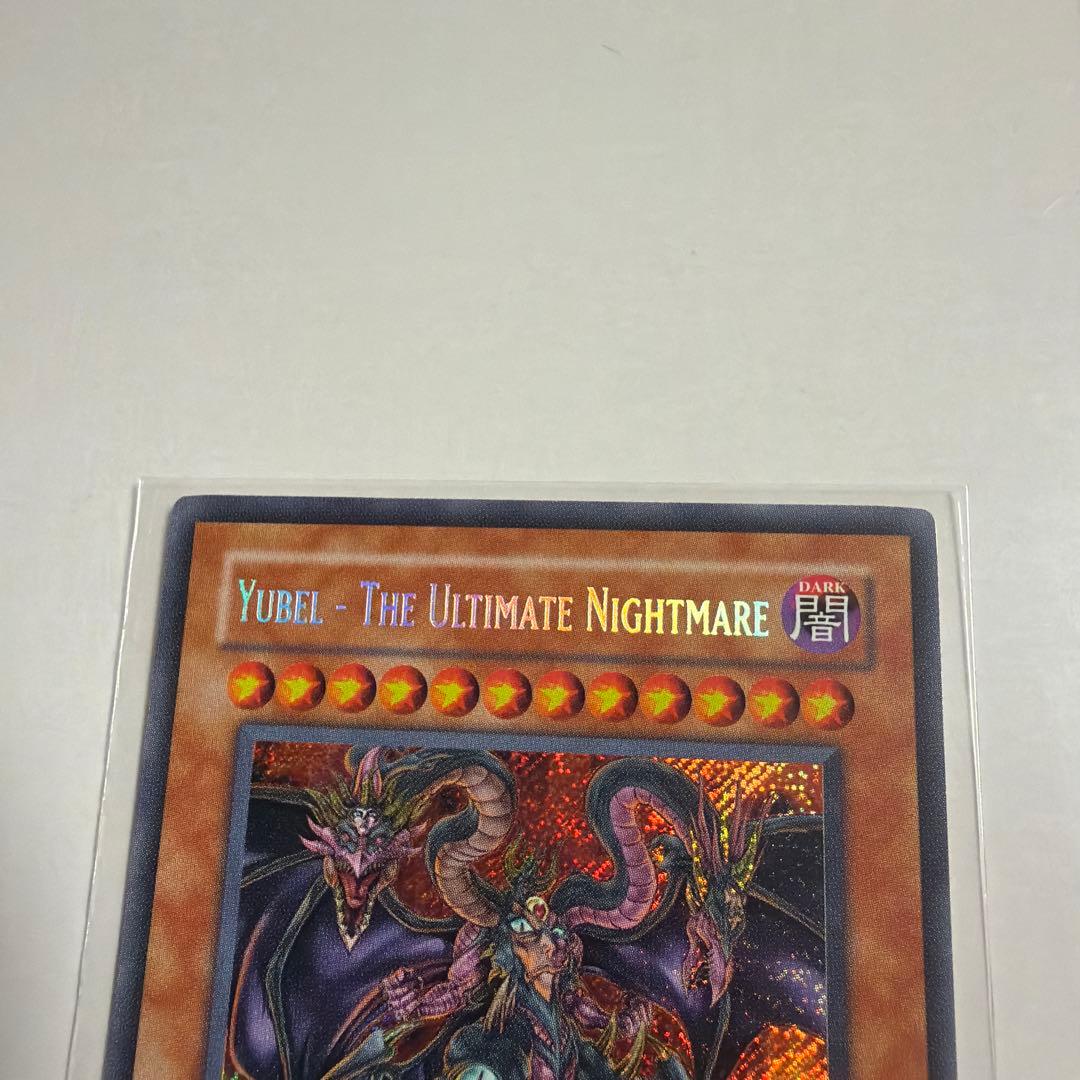 Yubel - The Ultimate Nightmare
DARK
闇